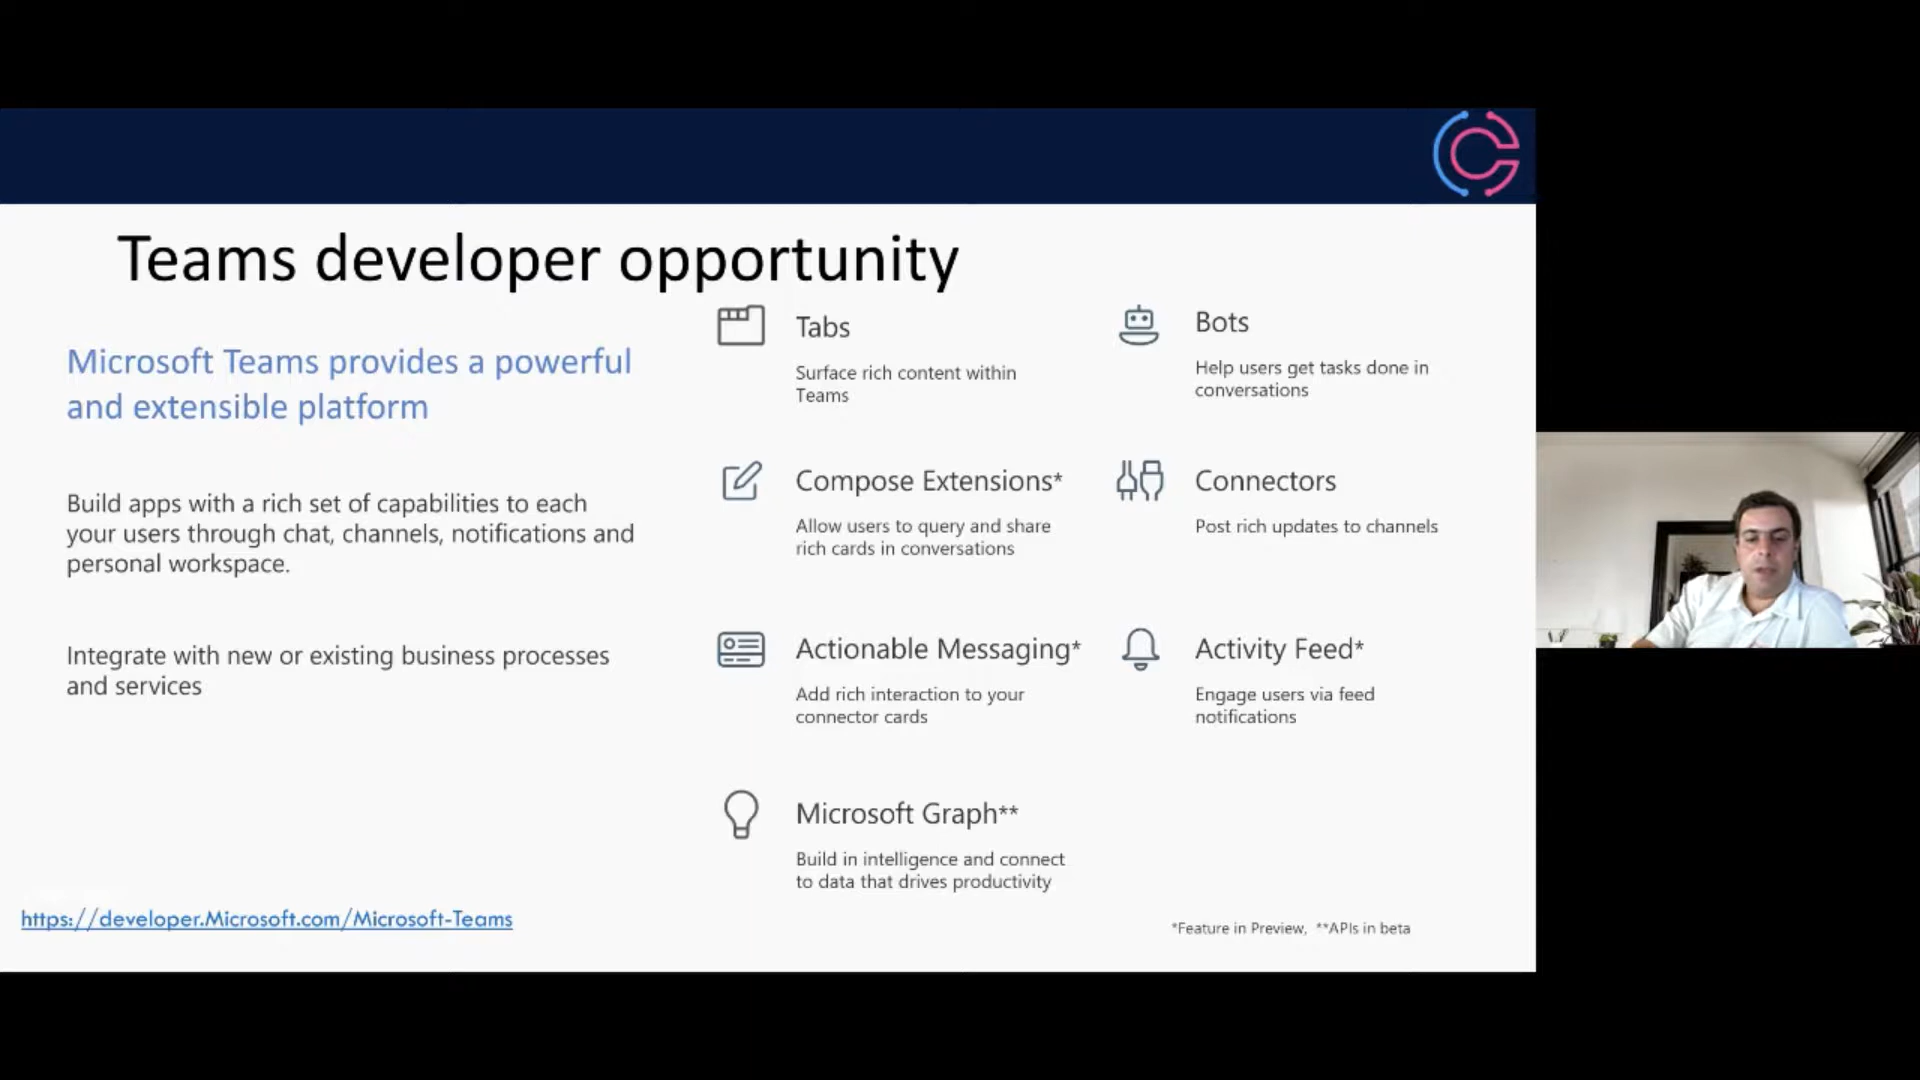 Teams developer opportunity
Microsoft Teams provides a powerful
and extensible platform
Build apps with a rich set of capabilities to each
your users through chat, channels, notifications and
personal workspace.
Integrate with new or existing business processes
and services
https://developer.Microsoft.com/Microsoft-Teams
Tabs
Surface rich content within
Teams
Bots
Help users get tasks done in
conversations
Compose Extensions*
Allow users to query and share
rich cards in conversations
Connectors
Post rich updates to channels
Actionable Messaging*
Add rich interaction to your
connector cards
Activity Feed*
Engage users via feed
notifications
Microsoft Graph**
Build in intelligence and connect
to data that drives productivity
*Feature in Preview, **APIs in beta